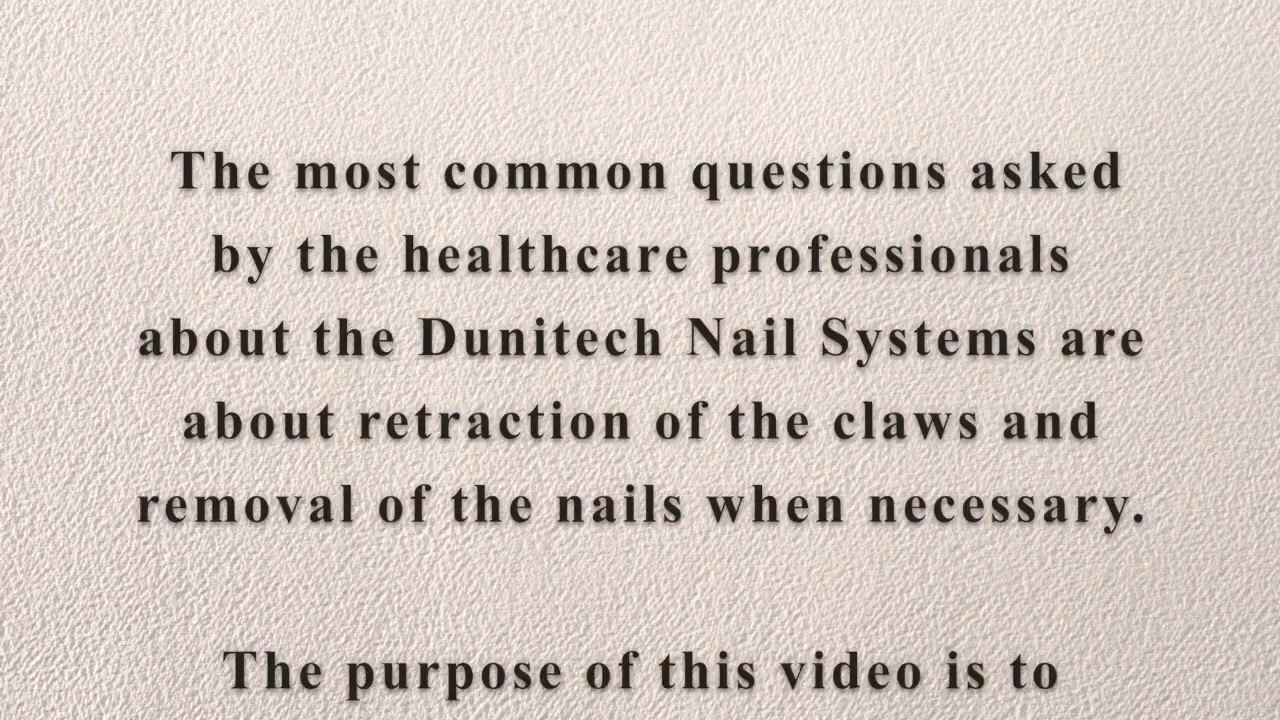 The most common questions asked
by the healthcare professionals
about the Dunitech Nail Systems are
about retraction of the claws and
removal of the nails when necessary.
The purpose of this video is to